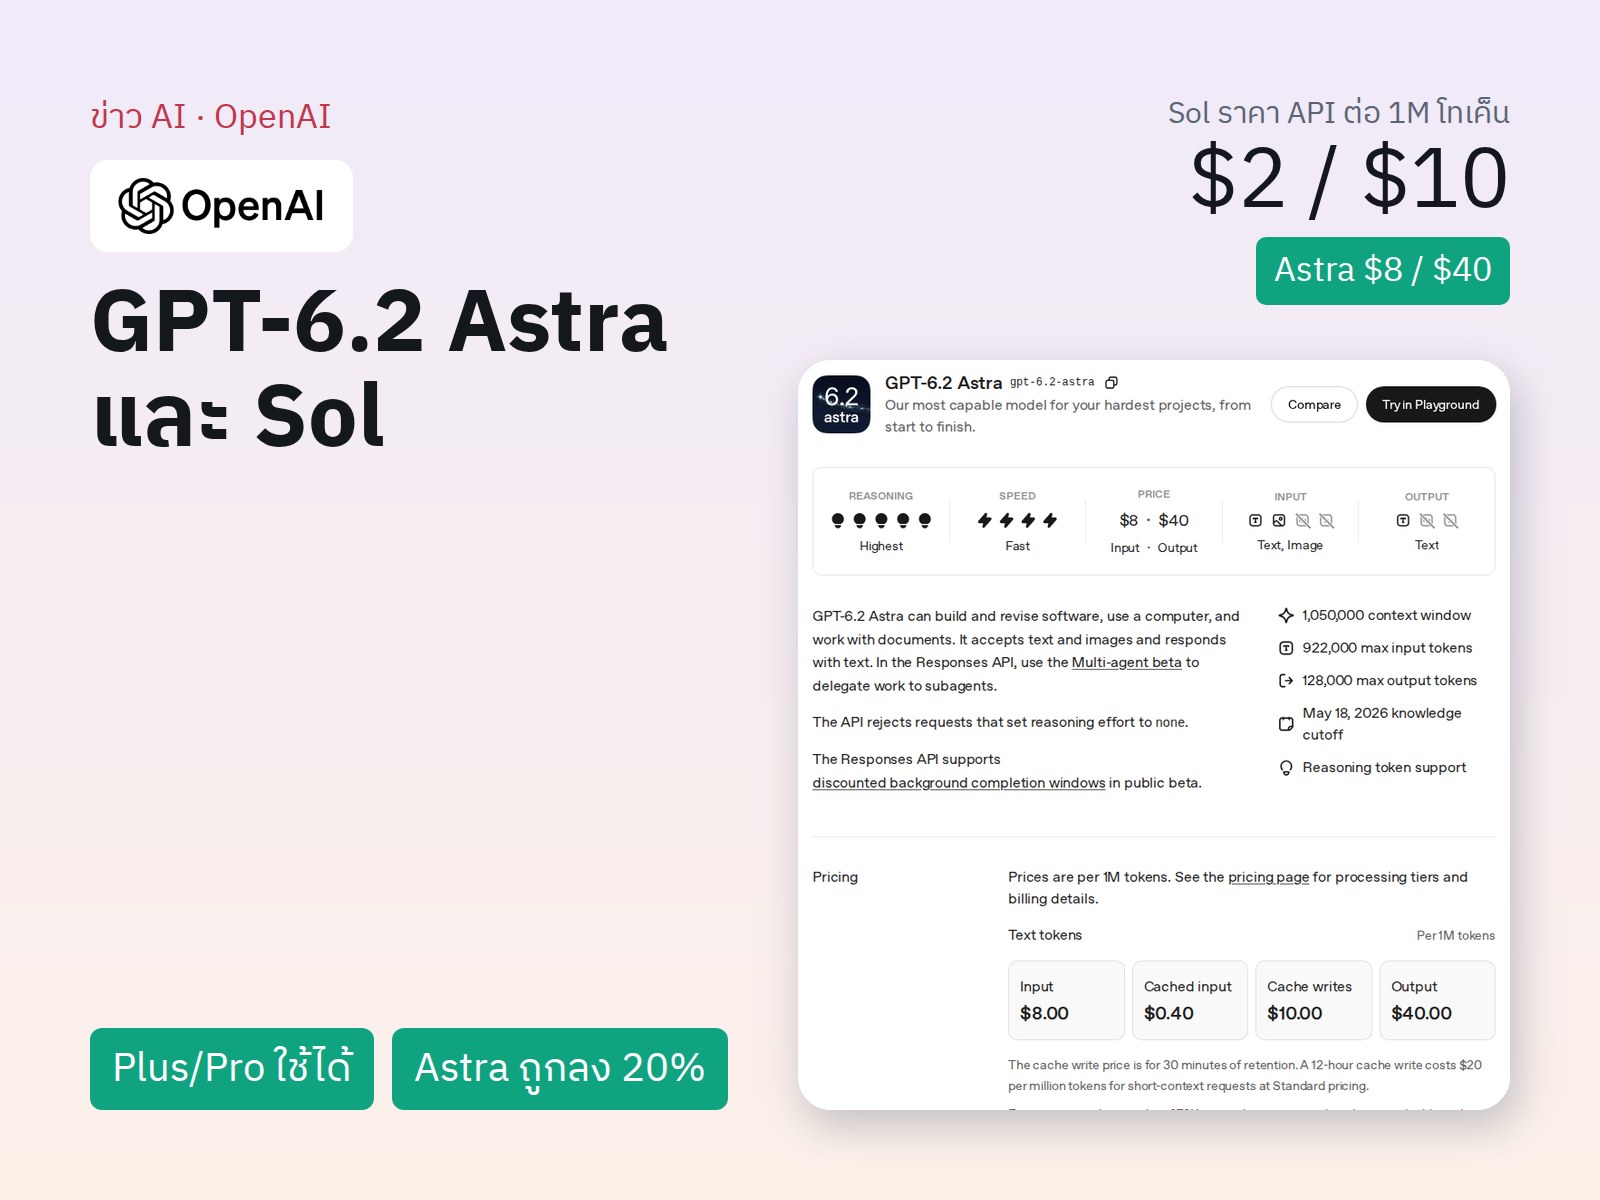 ข่าว AI · OpenAI
OpenAI
GPT-6.2 Astra
และ Sol
Sol ราคา API ต่อ 1M โทเค็น
$2 / $10
Astra $8 / $40
6.2
astra
GPT-6.2 Astra gpt-6.2-astra
Our most capable model for your hardest projects, from
start to finish.
Compare
Try in Playground
REASONING
Highest
SPEED
Fast
PRICE
$8 · $40
Input · Output
INPUT
Text, Image
OUTPUT
Text
GPT-6.2 Astra can build and revise software, use a computer, and
work with documents. It accepts text and images and responds
with text. In the Responses API, use the Multi-agent beta to
delegate work to subagents.
The API rejects requests that set reasoning effort to none.
The Responses API supports
discounted background completion windows in public beta.
1,050,000 context window
922,000 max input tokens
128,000 max output tokens
May 18, 2026 knowledge
cutoff
Reasoning token support
Pricing
Prices are per 1M tokens. See the pricing page for processing tiers and
billing details.
Text tokens
Per 1M tokens
Input
$8.00
Cached input
$0.40
Cache writes
$10.00
Output
$40.00
The cache write price is for 30 minutes of retention. A 12-hour cache write costs $20
per million tokens for short-context requests at Standard pricing.
Plus/Pro ใช้ได้
Astra ถูกลง 20%